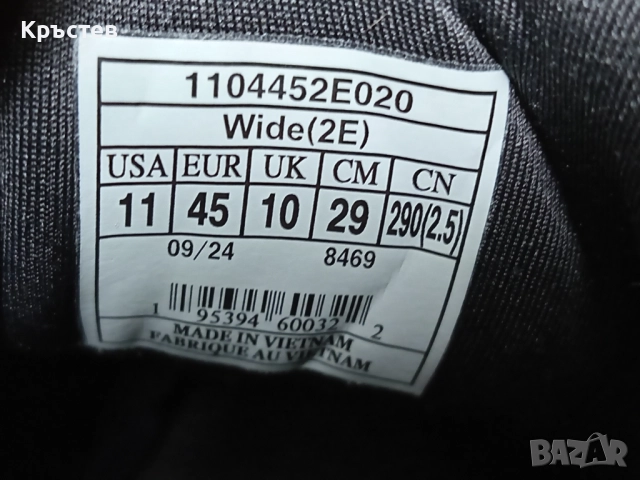 Кръстев
1104452E020
Wide(2E)
USA EUR UK CM CN
11 45 10 29 290(2.5)
09/24 8469
1 95394 60032 2
MADE IN VIETNAM
FABRIQUE AU VIETNAM
BAZAR